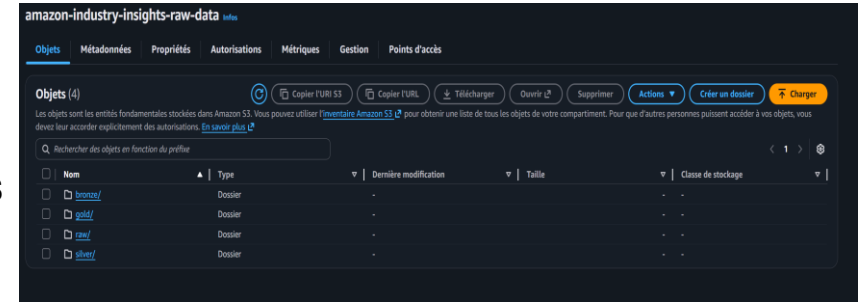 amazon-industry-insights-raw-data Infos
Objets Métadonnées Propriétés Autorisations Métriques Gestion Points d'accès
Objets (4) Copier l'URI S3 Copier l'URL Télécharger Ouvrir Supprimer Actions Créer un dossier Charger
Les objets sont les entités fondamentales stockées dans Amazon S3. Vous pouvez utiliser l'inventaire Amazon S3 pour obtenir une liste de tous les objets de votre compartiment. Pour que d'autres personnes puissent accéder à vos objets, vous
devez leur accorder explicitement des autorisations. En savoir plus
Rechercher des objets en fonction du préfixe < 1 >
Nom Type Dernière modification Taille Classe de stockage
bronze/ Dossier - - -
gold/ Dossier - - -
raw/ Dossier - - -
silver/ Dossier - - -